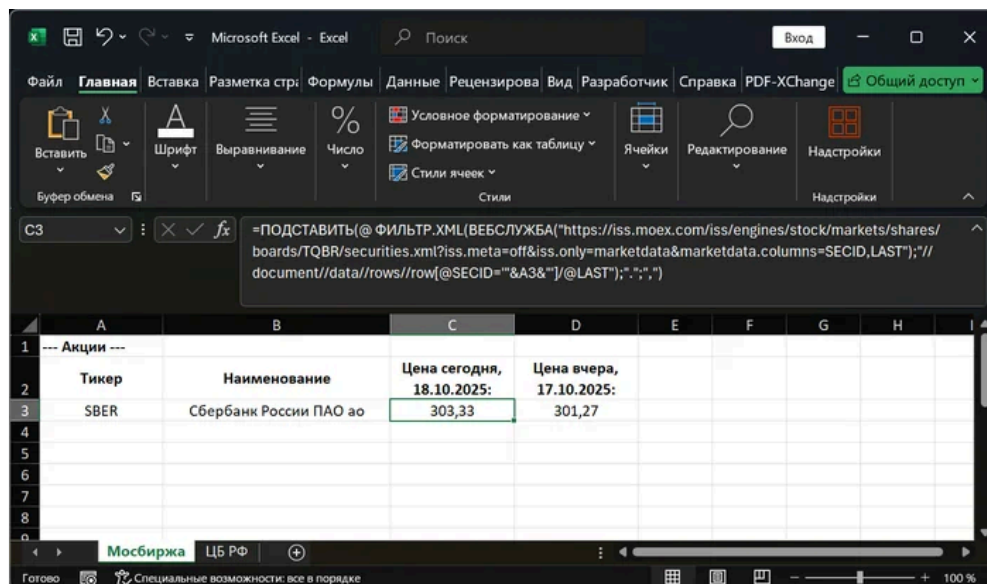 Microsoft Excel - Excel
Поиск
Вход
Файл Главная Вставка Разметка стра Формулы Данные Рецензирова Вид Разработчик Справка PDF-XChange Общий доступ
Вставить
Шрифт
Выравнивание
Число
Условное форматирование
Форматировать как таблицу
Стили ячеек
Ячейки
Редактирование
Надстройки
Буфер обмена
Стили
Надстройки
C3
fx
=ПОДСТАВИТЬ(@ ФИЛЬТР.XML(ВЕБСЛУЖБА("https://iss.moex.com/iss/engines/stock/markets/shares/
boards/TQBR/securities.xml?iss.meta=off&iss.only=marketdata&marketdata.columns=SECID,LAST");"//
document//data//rows//row[@SECID='"&A3&"']/@LAST");".";",")
A B C D E F G H I
1 --- Акции ---
2 Тикер Наименование Цена сегодня, 18.10.2025: Цена вчера, 17.10.2025:
3 SBER Сбербанк России ПАО ао 303,33 301,27
4
5
6
7
8
9
Мосбиржа ЦБ РФ
Готово Специальные возможности: все в порядке 100 %